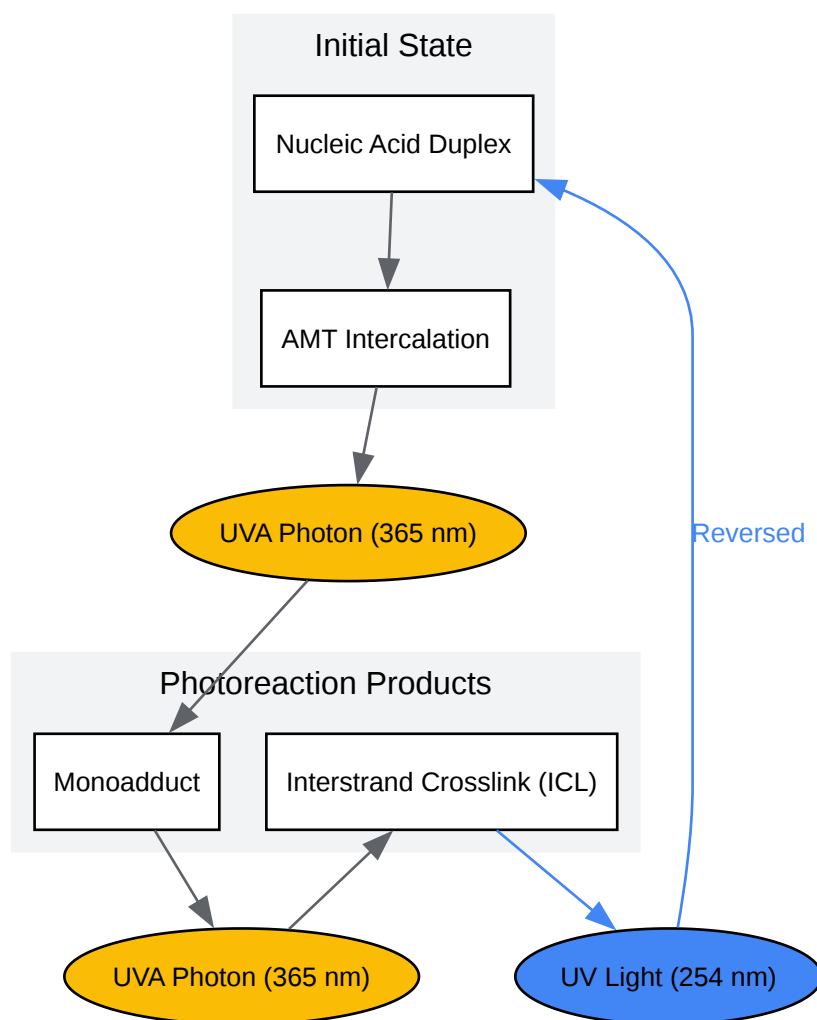 Initial State
Nucleic Acid Duplex
AMT Intercalation
UVA Photon (365 nm)
Reversed
Photoreaction Products
Monoadduct
Interstrand Crosslink (ICL)
UVA Photon (365 nm)
UV Light (254 nm)